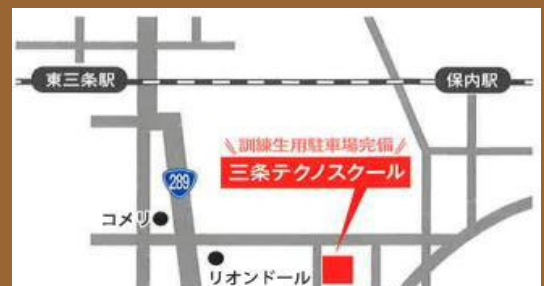 東三条駅
保内駅
訓練生用駐車場完備
三条テクノスクール
289
コメリ
リオンドール